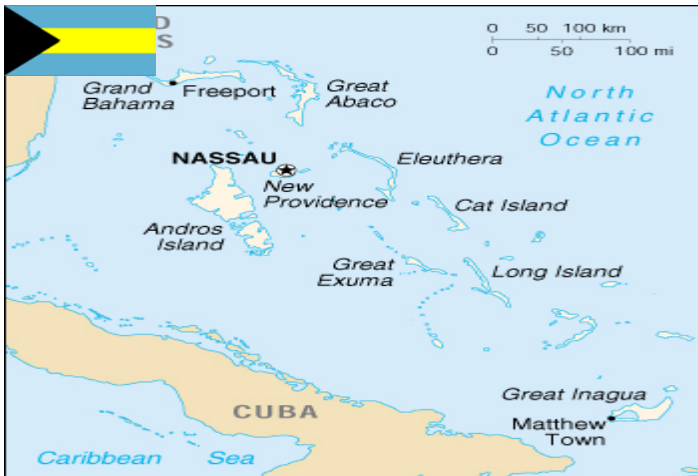 0 50 100 km
0 50 100 mi
Grand
Bahama
Freeport
Great
Abaco
North
Atlantic
Ocean
NASSAU
New
Providence
Eleuthera
Cat Island
Andros
Island
Great
Exuma
Long Island
Great Inagua
Matthew
Town
CUBA
Caribbean Sea